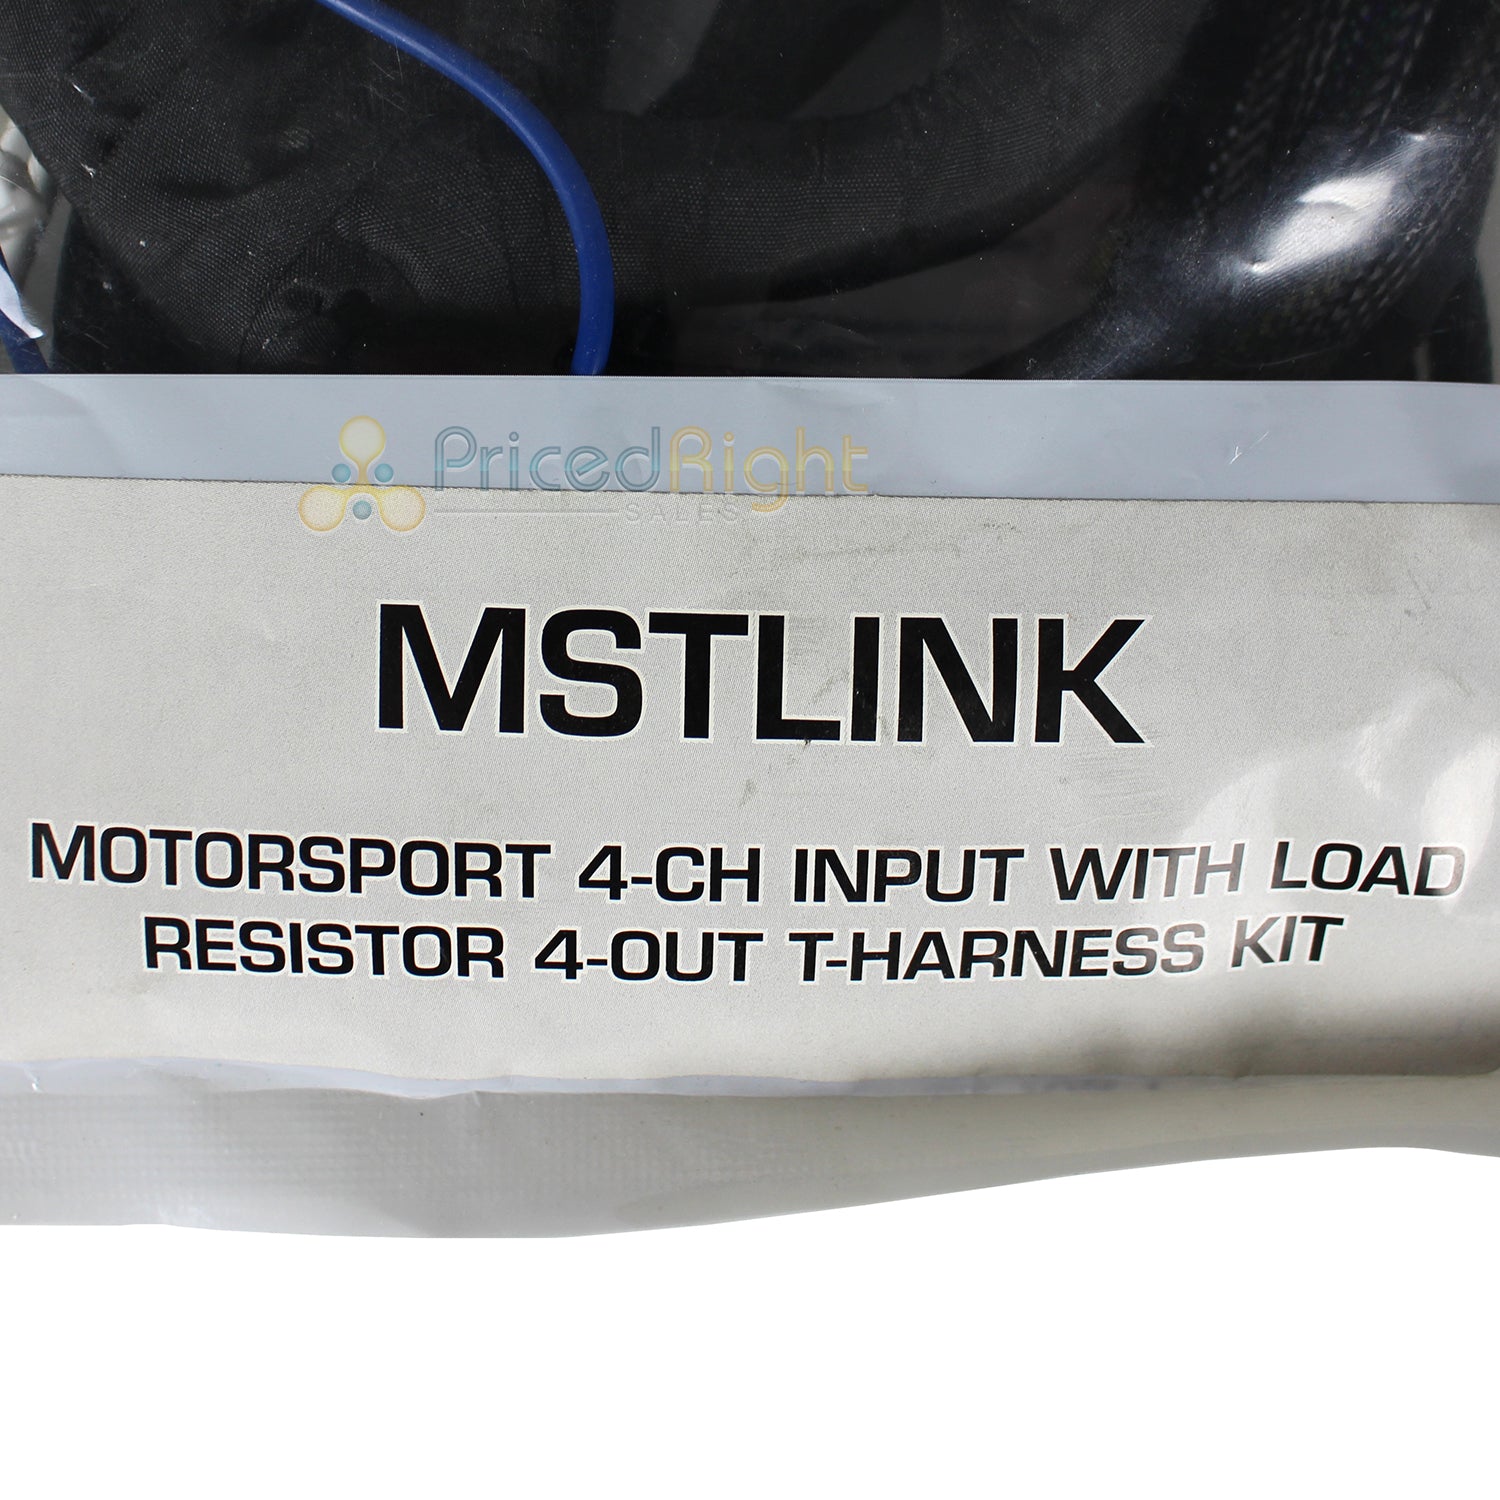 PricedRight
SALES
MSTLINK
MOTORSPORT 4-CH INPUT WITH LOAD
RESISTOR 4-OUT T-HARNESS KIT